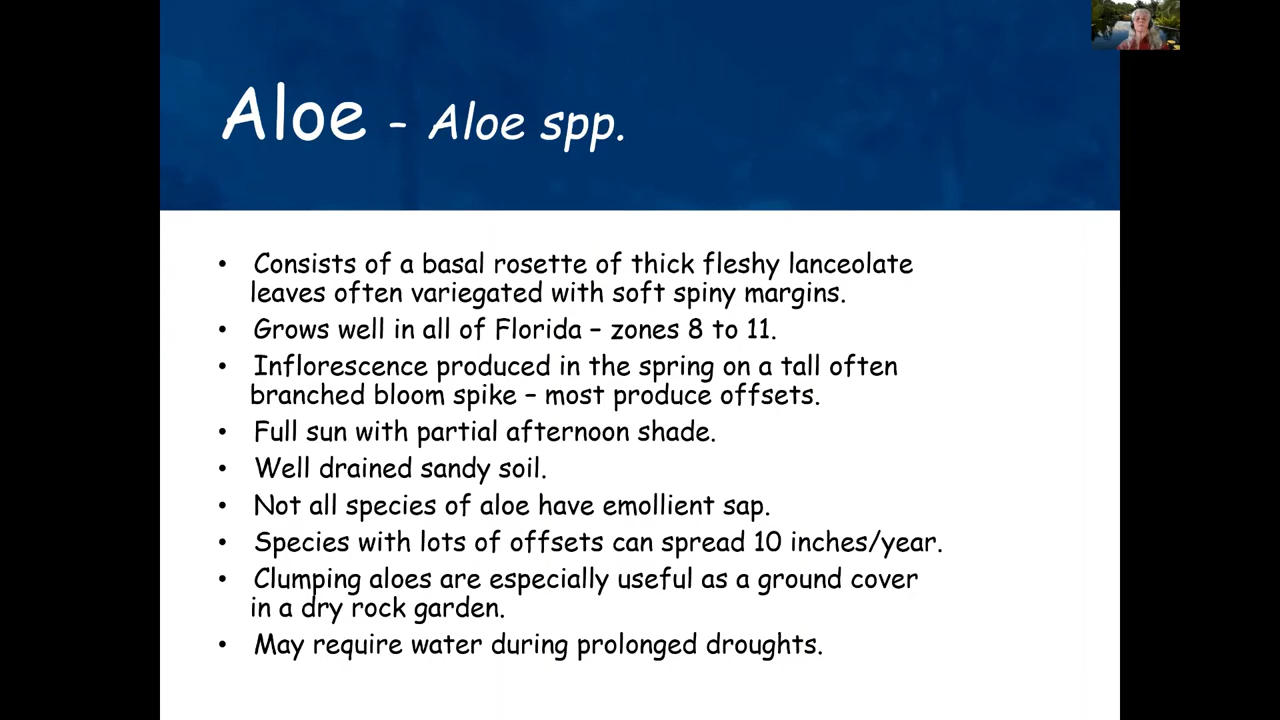 Aloe - Aloe spp.
• Consists of a basal rosette of thick fleshy lanceolate
leaves often variegated with soft spiny margins.
• Grows well in all of Florida – zones 8 to 11.
• Inflorescence produced in the spring on a tall often
branched bloom spike – most produce offsets.
• Full sun with partial afternoon shade.
• Well drained sandy soil.
• Not all species of aloe have emollient sap.
• Species with lots of offsets can spread 10 inches/year.
• Clumping aloes are especially useful as a ground cover
in a dry rock garden.
• May require water during prolonged droughts.